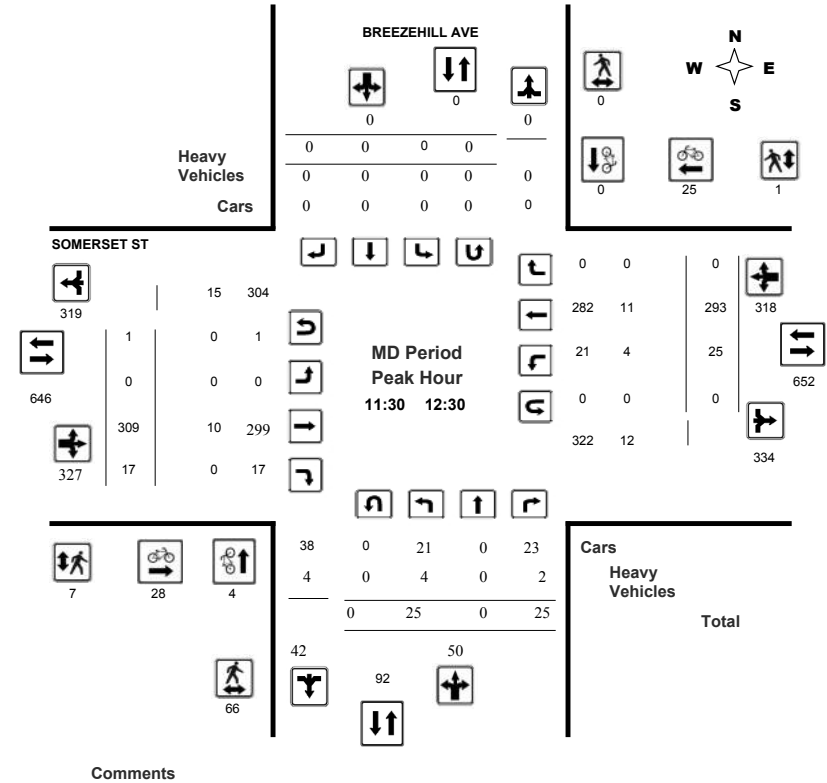 BREEZEHILL AVE
N
W E
S
0 0
0 0
0 0 0 0
Heavy
Vehicles 0 0 0 0 0
Cars 0 0 0 0 0
0 25 1
SOMERSET ST
319 15 304
0 0 0
282 11 293 318
1 0 1
646
MD Period
Peak Hour
11:30 12:30
21 4 25
652
0 0 0
0 0 0
309 10 299
322 12 334
327 17 0 17
38 0 21 0 23 Cars
4 0 4 0 2 Heavy
Vehicles
0 25 0 25 Total
7 28 4
42 92 50
66
Comments